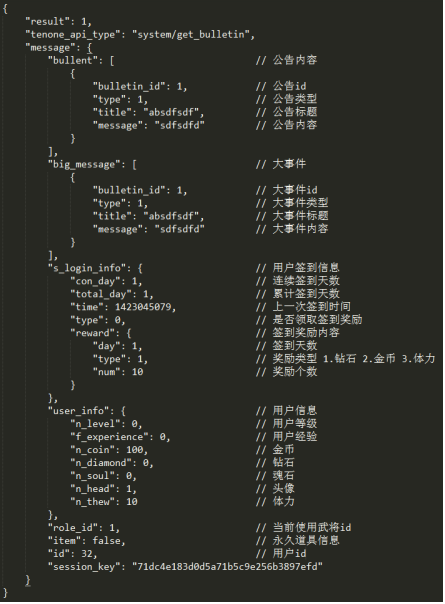 {
    "result": 1,
    "tenone_api_type": "system/get_bulletin",
    "message": {
        "bullent": [                    // 公告内容
            {
                "bulletin_id": 1,       // 公告id
                "type": 1,              // 公告类型
                "title": "absdfsdf",    // 公告标题
                "message": "sdfsdfd"    // 公告内容
            }
        ],
        "big_message": [                // 大事件
            {
                "bulletin_id": 1,       // 大事件id
                "type": 1,              // 大事件类型
                "title": "absdfsdf",    // 大事件标题
                "message": "sdfsdfd"    // 大事件内容
            }
        ],
        "s_login_info": {               // 用户签到信息
            "con_day": 1,               // 连续签到天数
            "total_day": 1,             // 累计签到天数
            "time": 1423045079,         // 上一次签到时间
            "type": 0,                  // 是否领取签到奖励
            "reward": {                 // 签到奖励内容
                "day": 1,               // 签到天数
                "type": 1,              // 奖励类型 1.钻石 2.金币 3.体力
                "num": 10               // 奖励个数
            }
        },
        "user_info": {                  // 用户信息
            "n_level": 0,               // 用户等级
            "f_experience": 0,          // 用户经验
            "n_coin": 100,              // 金币
            "n_diamond": 0,             // 钻石
            "n_soul": 0,                // 魂石
            "n_head": 1,                // 头像
            "n_thew": 10                // 体力
        },
        "role_id": 1,                   // 当前使用武将id
        "item": false,                  // 永久道具信息
        "id": 32,                       // 用户id
        "session_key": "71dc4e183d0d5a71b5c9e256b3897efd"
    }
}